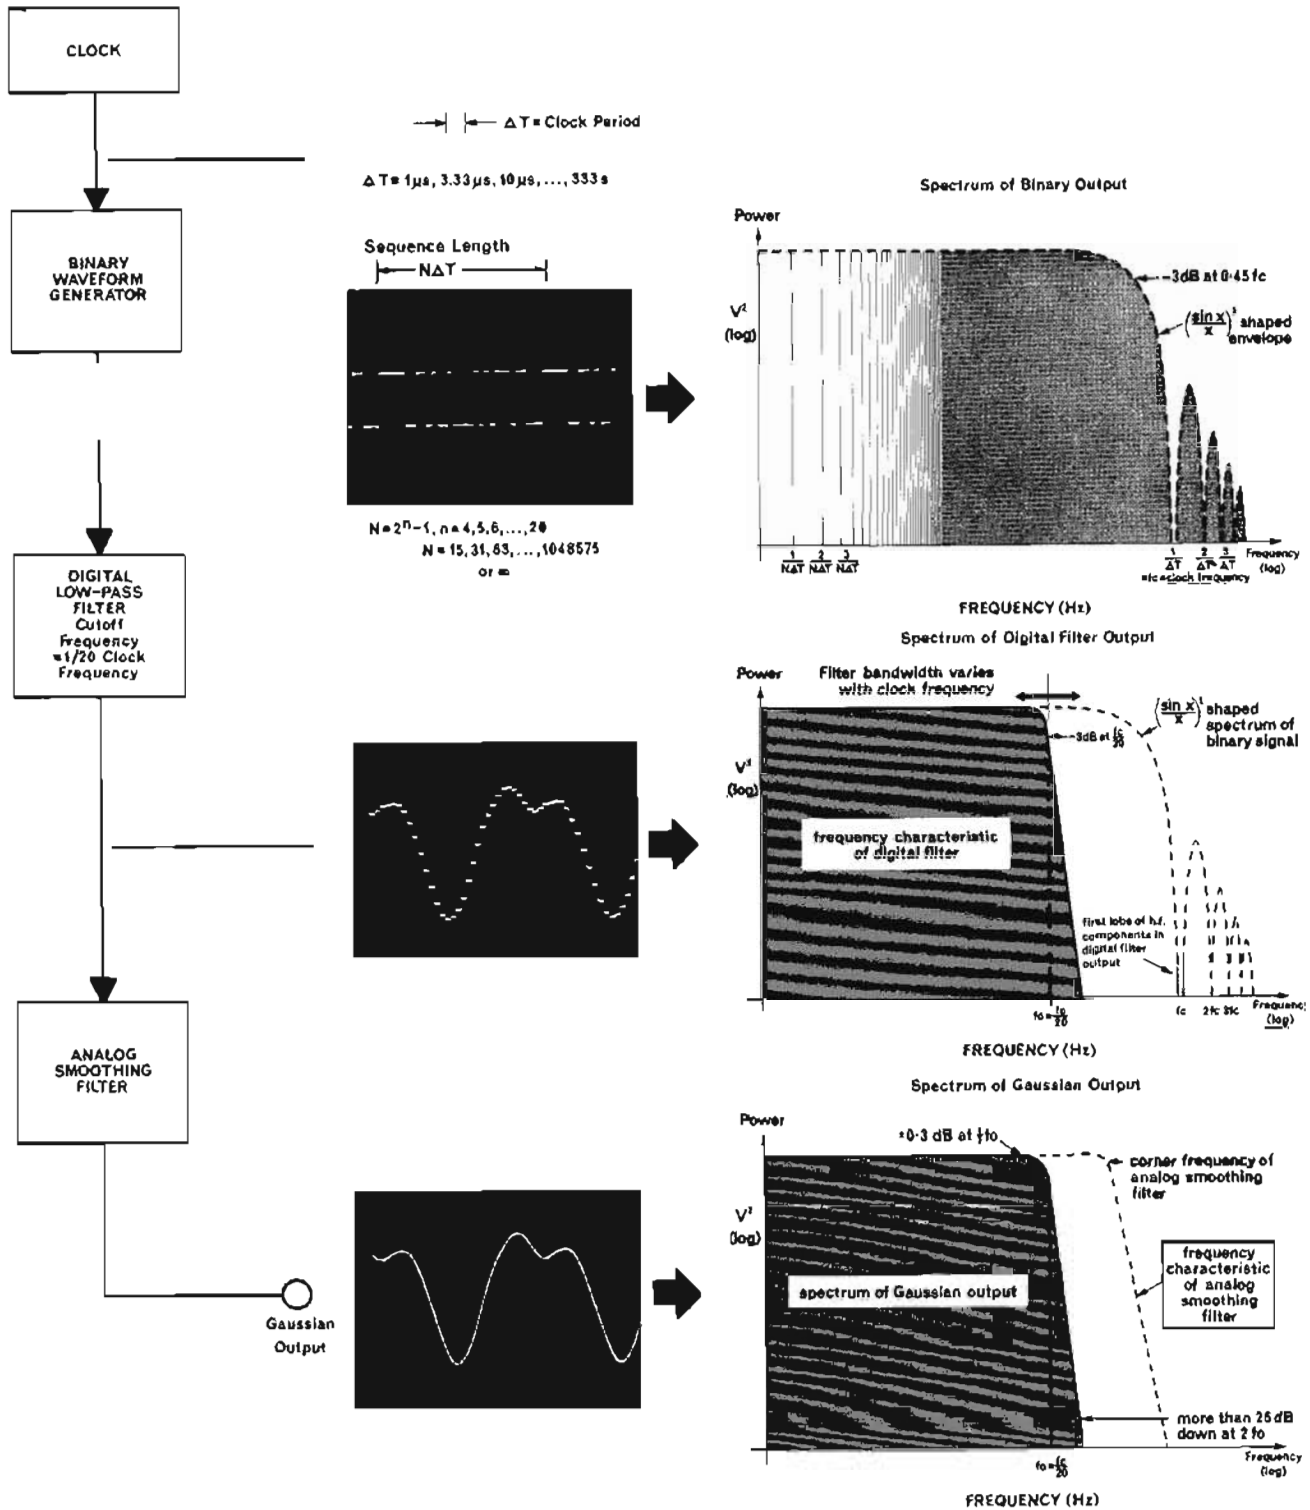 CLOCK
ΔT = Clock Period
ΔT = 1μs, 3.33μs, 10μs, ..., 333s
BINARY
WAVEFORM
GENERATOR
Sequence Length
NΔT
N = 2ⁿ-1, n = 4,5,6,...,20
N = 15,31,63,...,1048575
or ∞
Spectrum of Binary Output
Power
V²
(log)
-3dB at 0·45 fc
(sin x / x)² shaped
envelope
1/NΔT 2/NΔT 3/NΔT
1/ΔT 2/ΔT 3/ΔT
=fc=clock frequency
Frequency
(log)
FREQUENCY (Hz)
DIGITAL
LOW-PASS
FILTER
Cutoff
Frequency
=1/20 Clock
Frequency
Spectrum of Digital Filter Output
Power
Filter bandwidth varies
with clock frequency
V²
(log)
-3dB at fc/20
(sin x / x)² shaped
spectrum of
binary signal
frequency characteristic
of digital filter
first lobe of h.f.
components in
digital filter
output
fo = fc/20
fc 2fc 3fc
Frequency
(log)
FREQUENCY (Hz)
ANALOG
SMOOTHING
FILTER
Gaussian
Output
Spectrum of Gaussian Output
Power
V²
(log)
±0·3 dB at ½fo
corner frequency of
analog smoothing
filter
frequency
characteristic
of analog
smoothing
filter
spectrum of Gaussian output
more than 25dB
down at 2fo
fo = fc/20
Frequency
(log)
FREQUENCY (Hz)